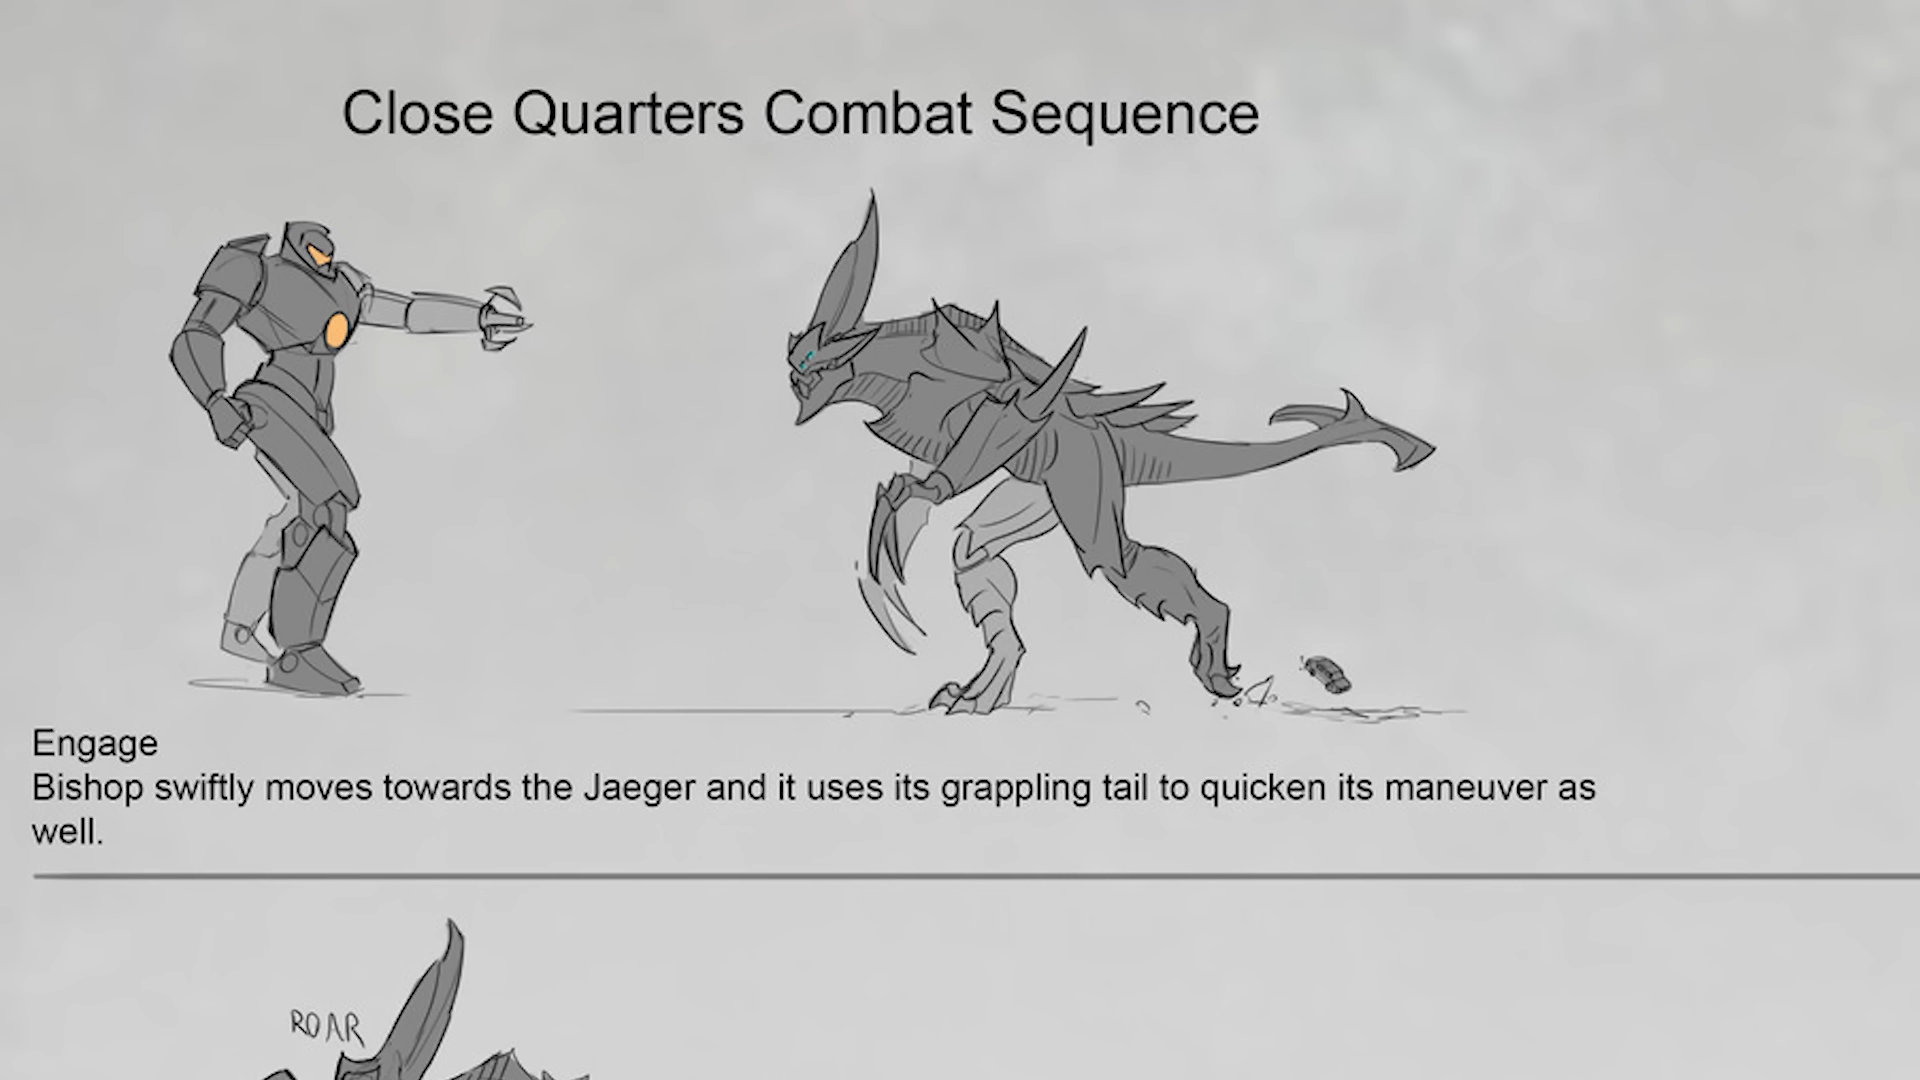 Close Quarters Combat Sequence
Engage
Bishop swiftly moves towards the Jaeger and it uses its grappling tail to quicken its maneuver as
well.
ROAR